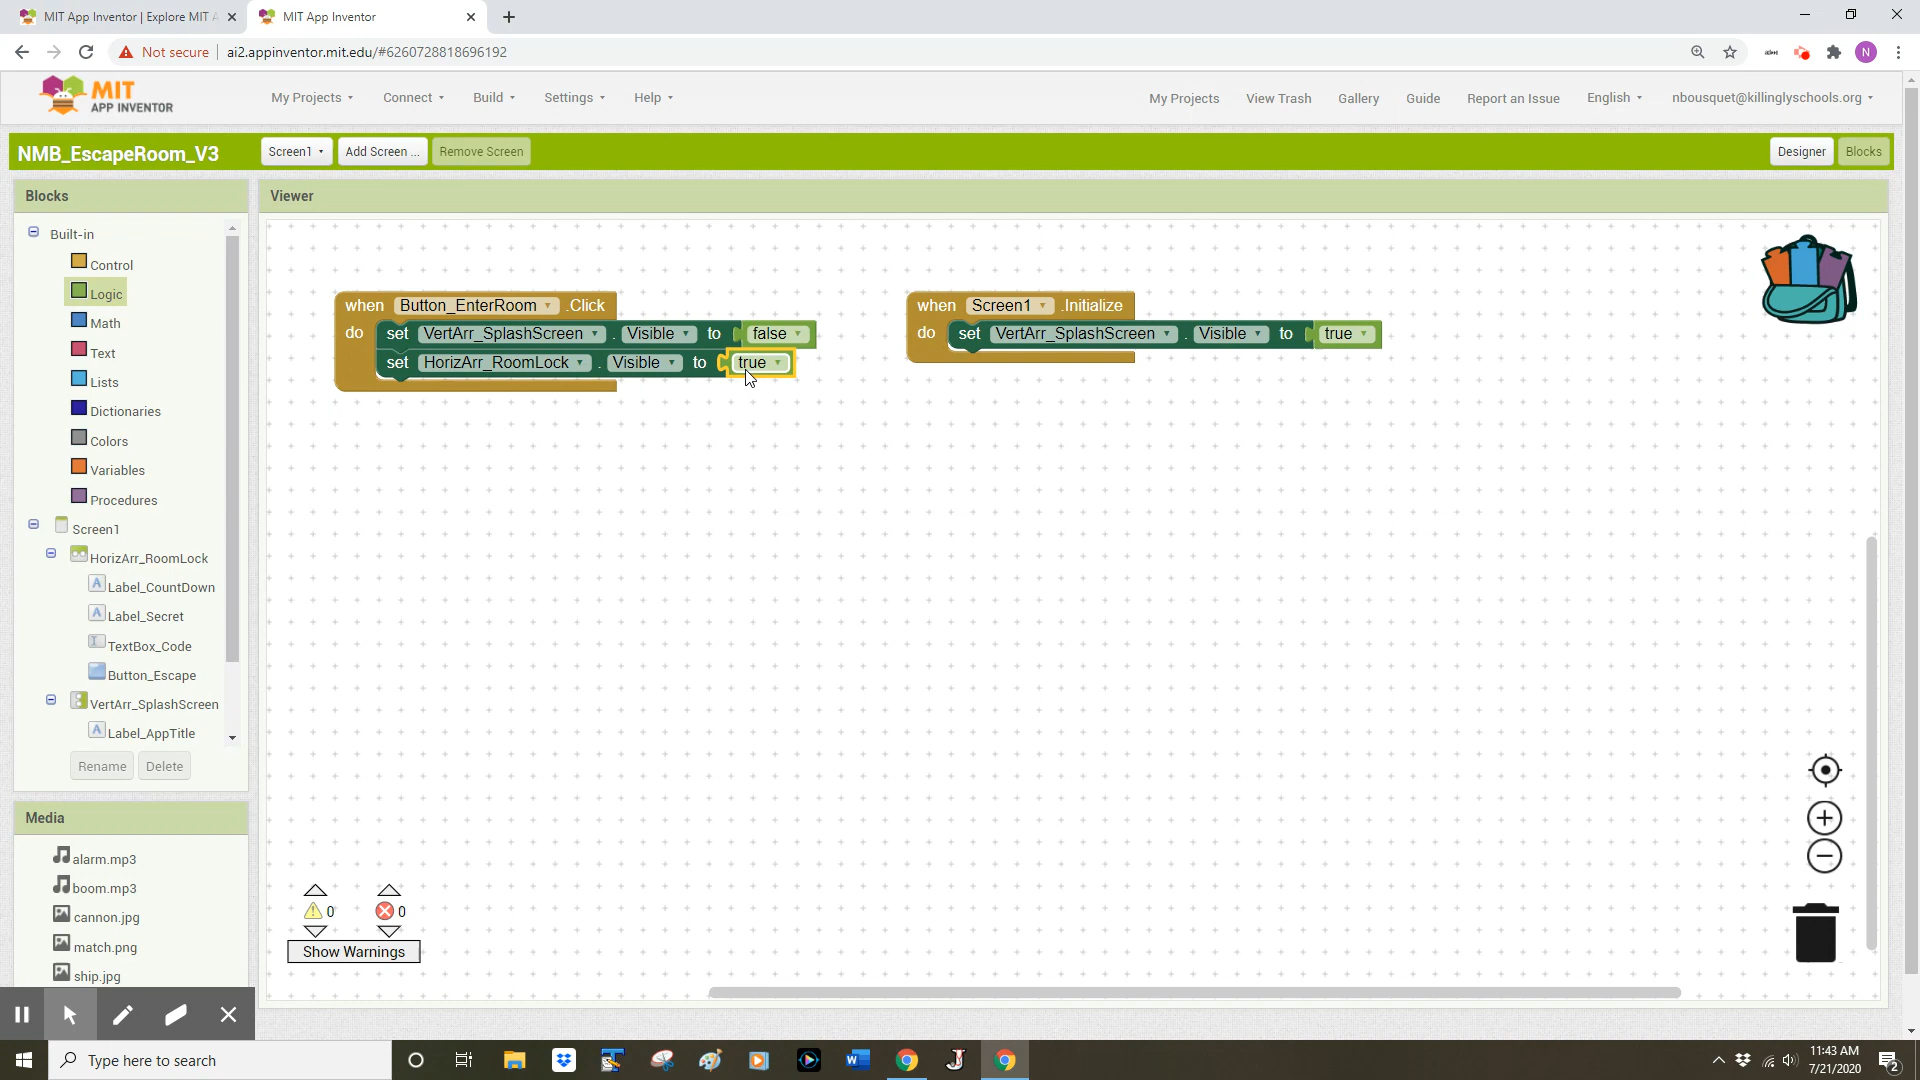 MIT App Inventor | Explore MIT A
MIT App Inventor
Not secure
ai2.appinventor.mit.edu/#6260728818696192
N
MIT
APP INVENTOR
My Projects
Connect
Build
Settings
Help
My Projects
View Trash
Gallery
Guide
Report an Issue
English
nbousquet@killinglyschools.org
NMB_EscapeRoom_V3
Screen1
Add Screen ...
Remove Screen
Designer
Blocks
Blocks
Viewer
Built-in
Control
Logic
Math
Text
Lists
Dictionaries
Colors
Variables
Procedures
Screen1
HorizArr_RoomLock
A Label_CountDown
A Label_Secret
TextBox_Code
Button_Escape
VertArr_SplashScreen
A Label_AppTitle
Rename
Delete
Media
alarm.mp3
boom.mp3
cannon.jpg
match.png
ship.jpg
when Button_EnterRoom .Click
do set VertArr_SplashScreen . Visible to false
set HorizArr_RoomLock . Visible to true
when Screen1 .Initialize
do set VertArr_SplashScreen . Visible to true
0
0
Show Warnings
Type here to search
11:43 AM
7/21/2020
2